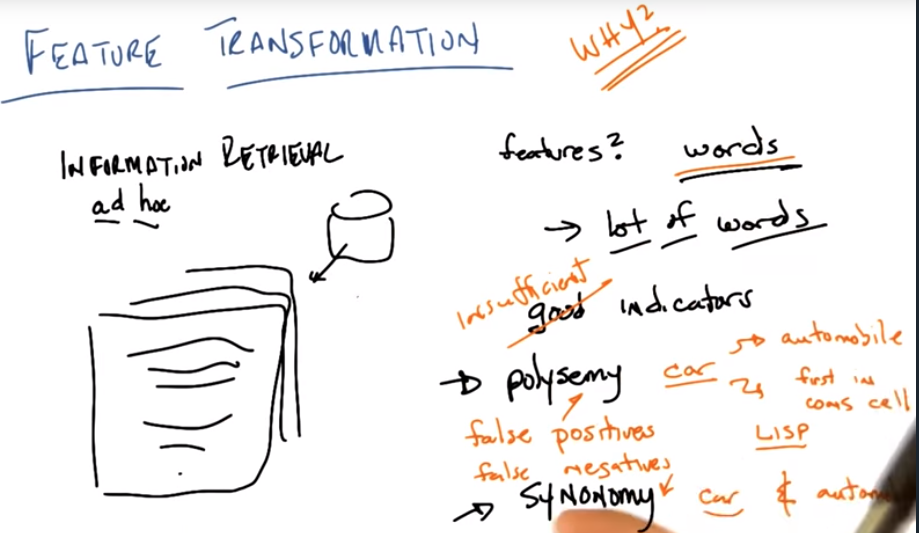 FEATURE TRANSFORMATION
WHY?
INFORMATION RETRIEVAL
ad hoc
features? words
→ lot of words
insufficient
good indicators
→ polysemy car → automobile
→ first in
cons cell
false positives LISP
false negatives
→ SYNONOMY car &